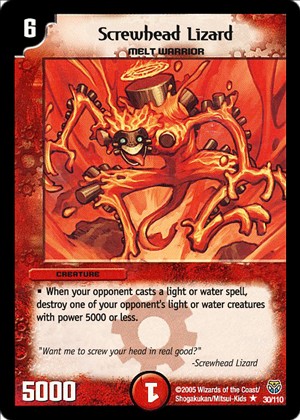 6
Screwhead Lizard
MELT WARRIOR
CREATURE
▪ When your opponent casts a light or water spell,
destroy one of your opponent's light or water creatures
with power 5000 or less.
"Want me to screw your head in real good?"
-Screwhead Lizard
5000
1
©2005 Wizards of the Coast/
Shogakukan/Mitsui-Kids ★ 30/110